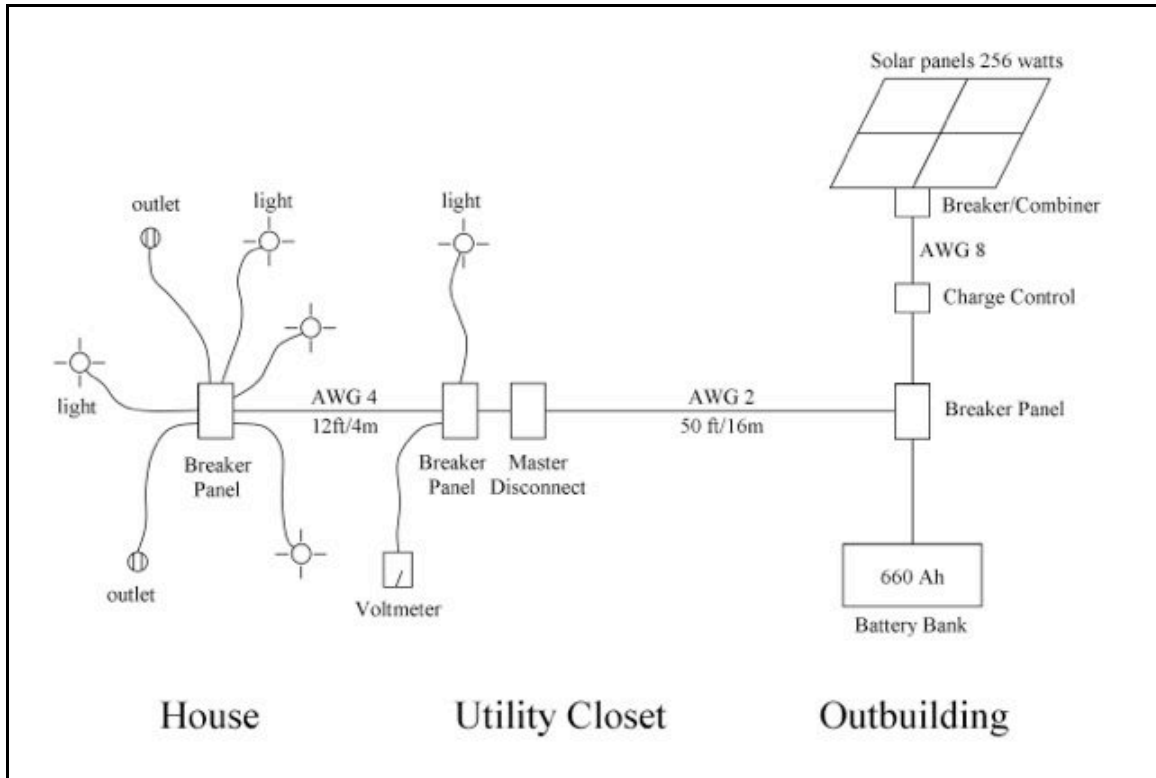 Solar panels 256 watts
outlet
light
light
Breaker/Combiner
AWG 8
Charge Control
light
AWG 4
12ft/4m
AWG 2
50 ft/16m
Breaker Panel
Breaker
Panel
Breaker
Panel
Master
Disconnect
outlet
Voltmeter
660 Ah
Battery Bank
House
Utility Closet
Outbuilding